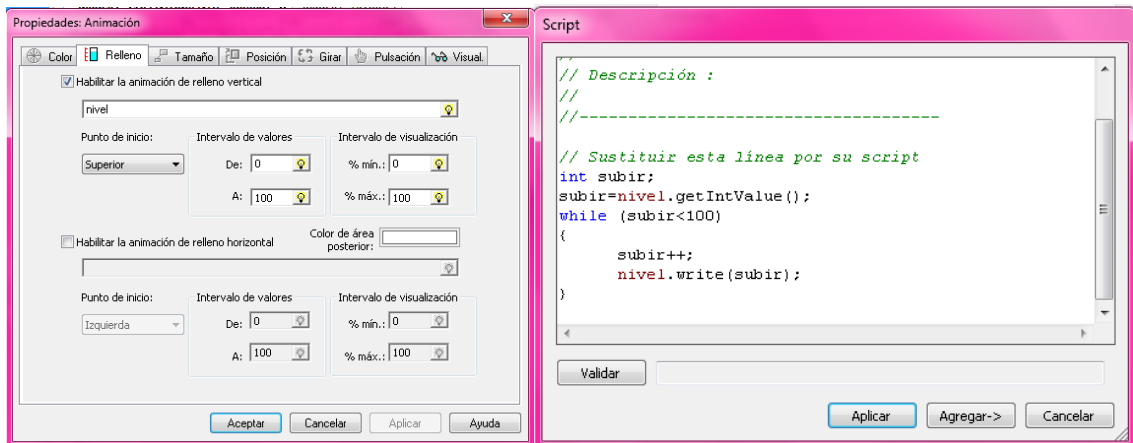 Propiedades: Animación
Color Relleno Tamaño Posición Girar Pulsación Visual.
Habilitar la animación de relleno vertical
nivel
Punto de inicio: Intervalo de valores Intervalo de visualización
Superior De: 0 % mín.: 0
A: 100 % máx.: 100
Habilitar la animación de relleno horizontal Color de área posterior:
Punto de inicio: Intervalo de valores Intervalo de visualización
Izquierda De: 0 % mín.: 0
A: 100 % máx.: 100
Aceptar Cancelar Aplicar Ayuda
Script
//
// Descripción :
//
//-------------------------------------
// Sustituir esta línea por su script
int subir;
subir=nivel.getIntValue();
while (subir<100)
{
subir++;
nivel.write(subir);
}
Validar
Aplicar Agregar-> Cancelar